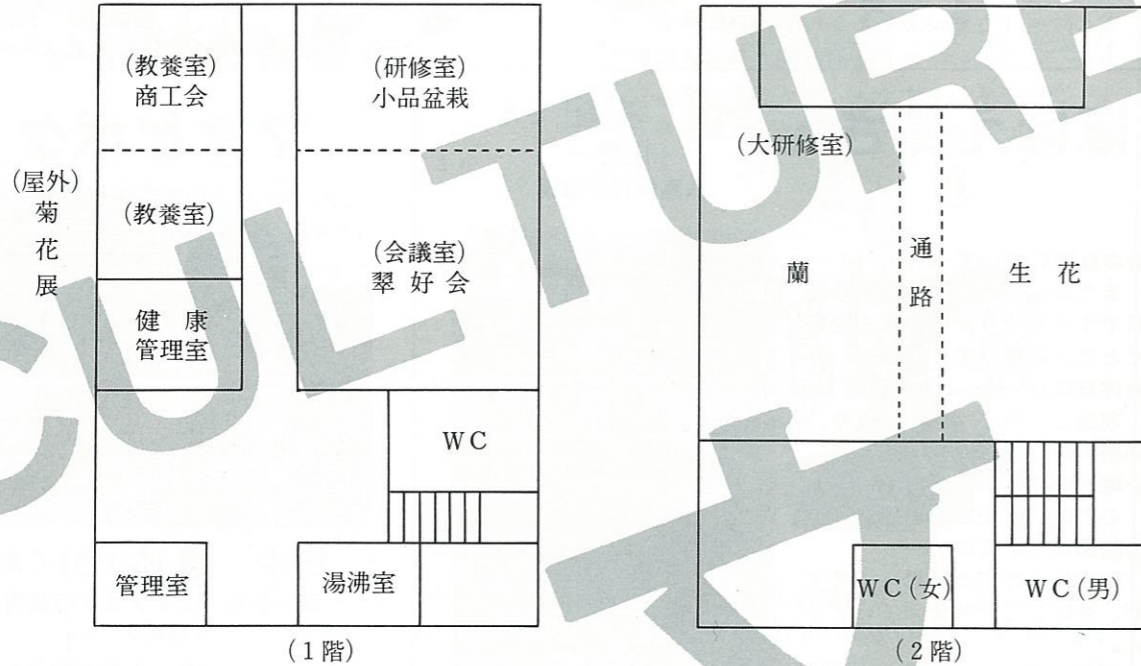 (教養室)
商工会
(研修室)
小品盆栽
(屋外)
菊
花
展
(教養室)
(会議室)
翠好会
健康
管理室
WC
管理室
湯沸室
(1階)
(大研修室)
蘭
通
路
生花
WC(女)
WC(男)
(2階)
CULTURE
文